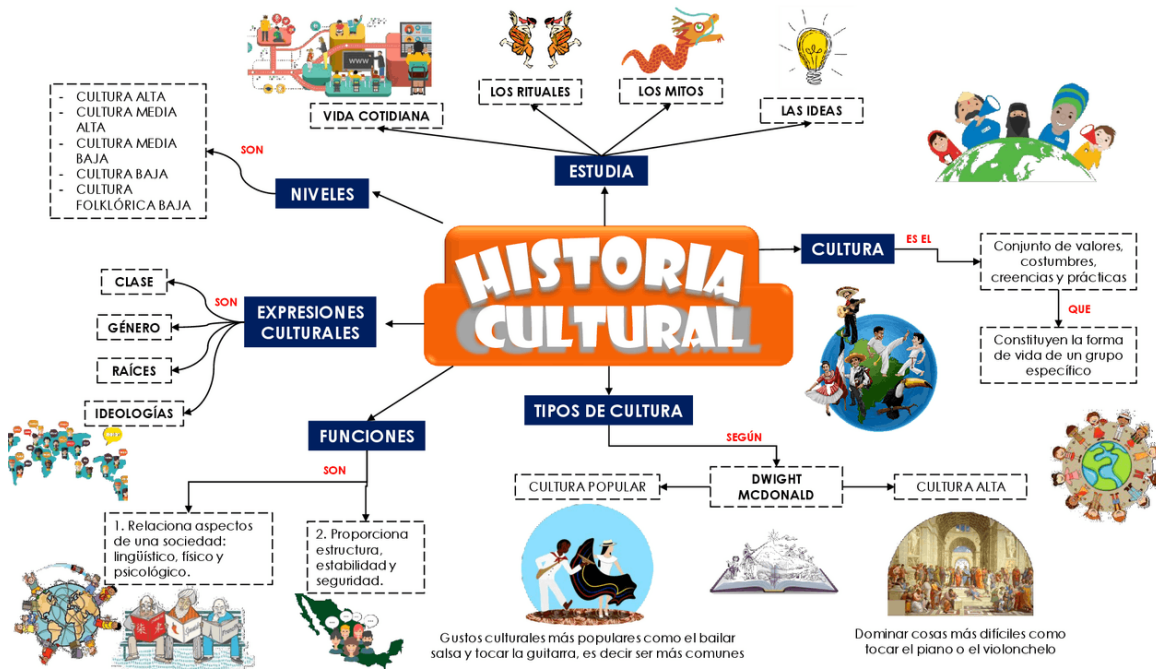 HISTORIA
CULTURAL
ESTUDIA
VIDA COTIDIANA
LOS RITUALES
LOS MITOS
LAS IDEAS
www
NIVELES
SON
- CULTURA ALTA
- CULTURA MEDIA
ALTA
- CULTURA MEDIA
BAJA
- CULTURA BAJA
- CULTURA
FOLKLÓRICA BAJA
CULTURA
ES EL
Conjunto de valores,
costumbres,
creencias y prácticas
QUE
Constituyen la forma
de vida de un grupo
específico
EXPRESIONES
CULTURALES
SON
CLASE
GÉNERO
RAÍCES
IDEOLOGÍAS
FUNCIONES
SON
1. Relaciona aspectos
de una sociedad:
lingüístico, físico y
psicológico.
2. Proporciona
estructura,
estabilidad y
seguridad.
TIPOS DE CULTURA
SEGÚN
DWIGHT
MCDONALD
CULTURA POPULAR
CULTURA ALTA
Gustos culturales más populares como el bailar
salsa y tocar la guitarra, es decir ser más comunes
Dominar cosas más difíciles como
tocar el piano o el violonchelo